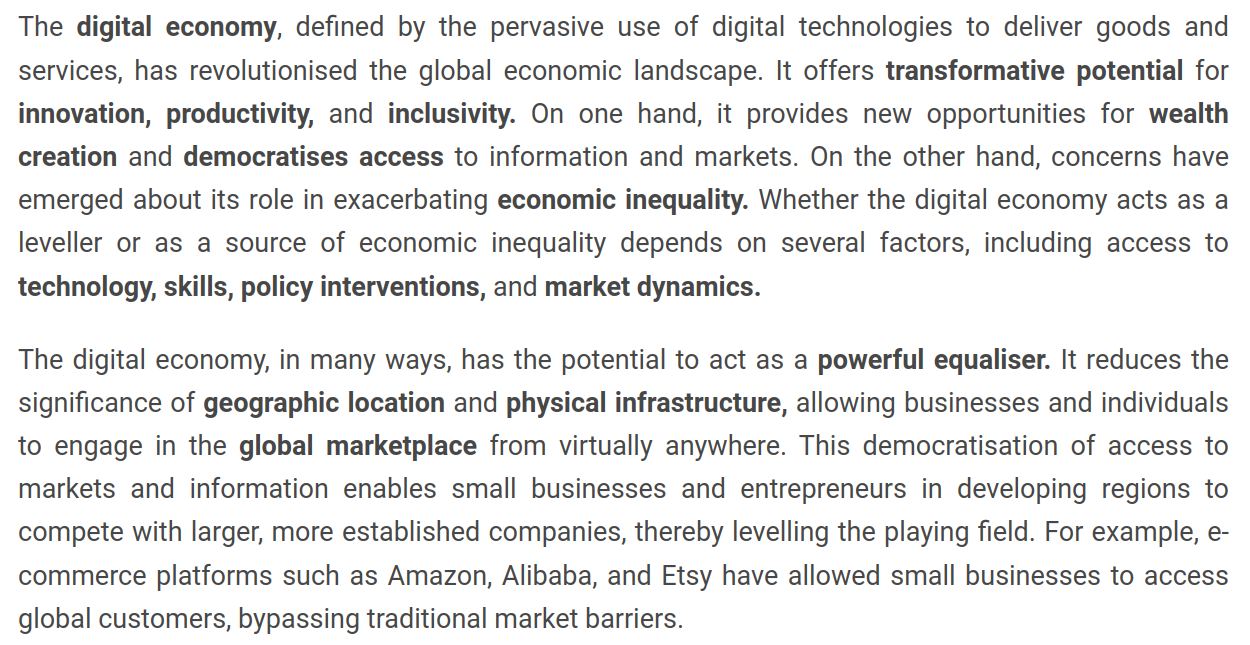 The digital economy, defined by the pervasive use of digital technologies to deliver goods and
services, has revolutionised the global economic landscape. It offers transformative potential for
innovation, productivity, and inclusivity. On one hand, it provides new opportunities for wealth
creation and democratises access to information and markets. On the other hand, concerns have
emerged about its role in exacerbating economic inequality. Whether the digital economy acts as a
leveller or as a source of economic inequality depends on several factors, including access to
technology, skills, policy interventions, and market dynamics.
The digital economy, in many ways, has the potential to act as a powerful equaliser. It reduces the
significance of geographic location and physical infrastructure, allowing businesses and individuals
to engage in the global marketplace from virtually anywhere. This democratisation of access to
markets and information enables small businesses and entrepreneurs in developing regions to
compete with larger, more established companies, thereby levelling the playing field. For example, e-
commerce platforms such as Amazon, Alibaba, and Etsy have allowed small businesses to access
global customers, bypassing traditional market barriers.